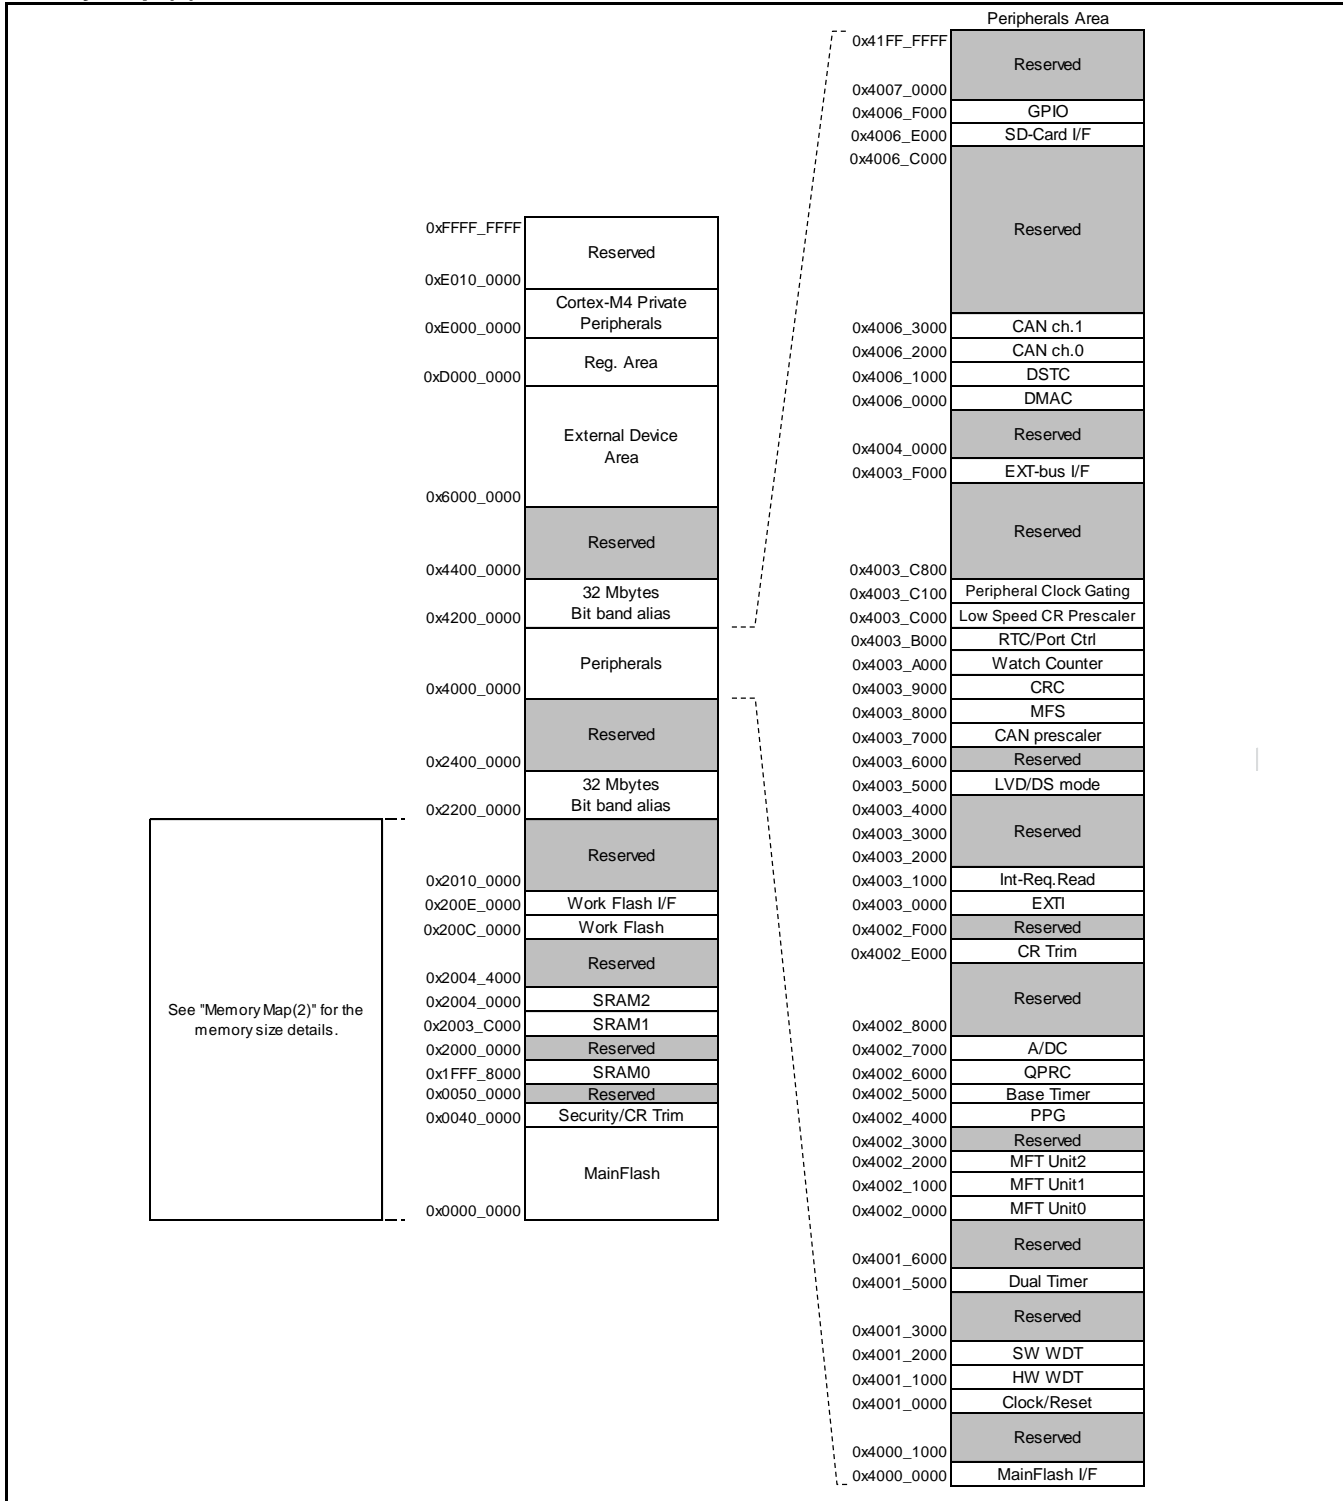 Peripherals Area
0x41FF_FFFF
Reserved
0x4007_0000
0x4006_F000 GPIO
0x4006_E000 SD-Card I/F
0x4006_C000
Reserved
0x4006_3000 CAN ch.1
0x4006_2000 CAN ch.0
0x4006_1000 DSTC
0x4006_0000 DMAC
Reserved
0x4004_0000
0x4003_F000 EXT-bus I/F
Reserved
0x4003_C800
0x4003_C100 Peripheral Clock Gating
0x4003_C000 Low Speed CR Prescaler
0x4003_B000 RTC/Port Ctrl
0x4003_A000 Watch Counter
0x4003_9000 CRC
0x4003_8000 MFS
0x4003_7000 CAN prescaler
0x4003_6000 Reserved
0x4003_5000 LVD/DS mode
0x4003_4000
0x4003_3000 Reserved
0x4003_2000
0x4003_1000 Int-Req.Read
0x4003_0000 EXTI
0x4002_F000 Reserved
0x4002_E000 CR Trim
Reserved
0x4002_8000
0x4002_7000 A/DC
0x4002_6000 QPRC
0x4002_5000 Base Timer
0x4002_4000 PPG
0x4002_3000 Reserved
0x4002_2000 MFT Unit2
0x4002_1000 MFT Unit1
0x4002_0000 MFT Unit0
Reserved
0x4001_6000
0x4001_5000 Dual Timer
Reserved
0x4001_3000
0x4001_2000 SW WDT
0x4001_1000 HW WDT
0x4001_0000 Clock/Reset
Reserved
0x4000_1000
0x4000_0000 MainFlash I/F
0xFFFF_FFFF
Reserved
0xE010_0000
Cortex-M4 Private
0xE000_0000 Peripherals
Reg. Area
0xD000_0000
External Device
Area
0x6000_0000
Reserved
0x4400_0000
32 Mbytes
0x4200_0000 Bit band alias
Peripherals
0x4000_0000
Reserved
0x2400_0000
32 Mbytes
0x2200_0000 Bit band alias
Reserved
0x2010_0000
0x200E_0000 Work Flash I/F
0x200C_0000 Work Flash
Reserved
0x2004_4000
0x2004_0000 SRAM2
0x2003_C000 SRAM1
0x2000_0000 Reserved
0x1FFF_8000 SRAM0
0x0050_0000 Reserved
0x0040_0000 Security/CR Trim
MainFlash
0x0000_0000
See "Memory Map(2)" for the
memory size details.